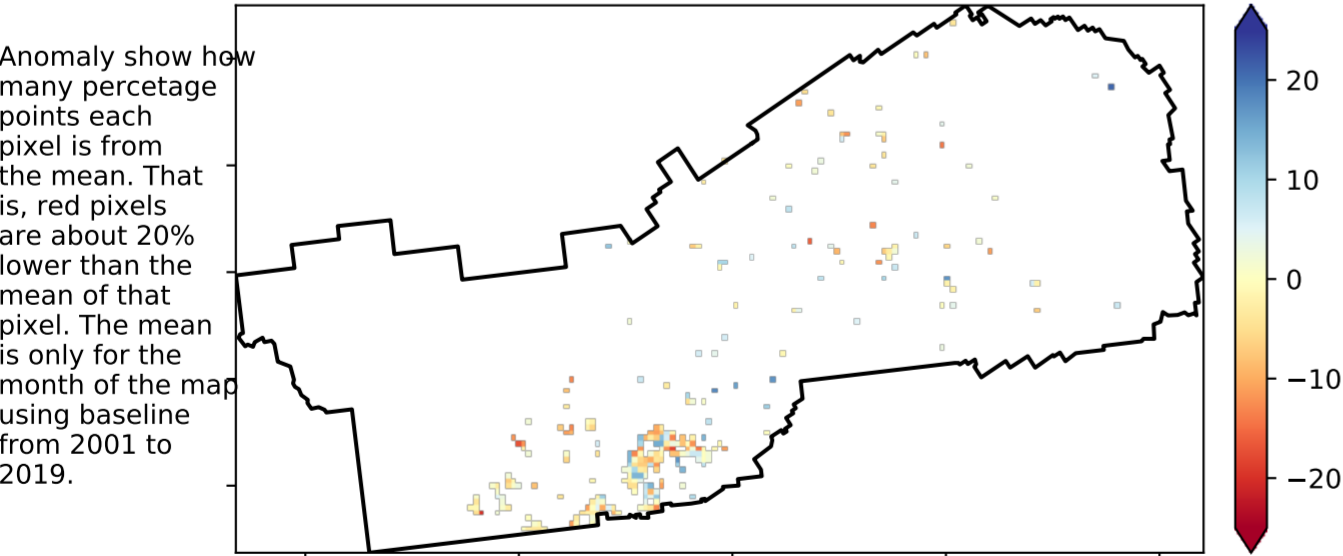 Anomaly show how
many percetage
points each
pixel is from
the mean. That
is, red pixels
are about 20%
lower than the
mean of that
pixel. The mean
is only for the
month of the map
using baseline
from 2001 to
2019.
20
10
0
−10
−20